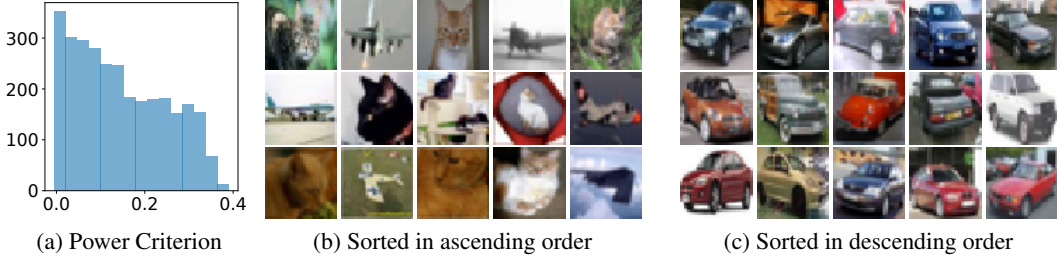 300
200
100
0
0.0 0.2 0.4
(a) Power Criterion
(b) Sorted in ascending order
(c) Sorted in descending order